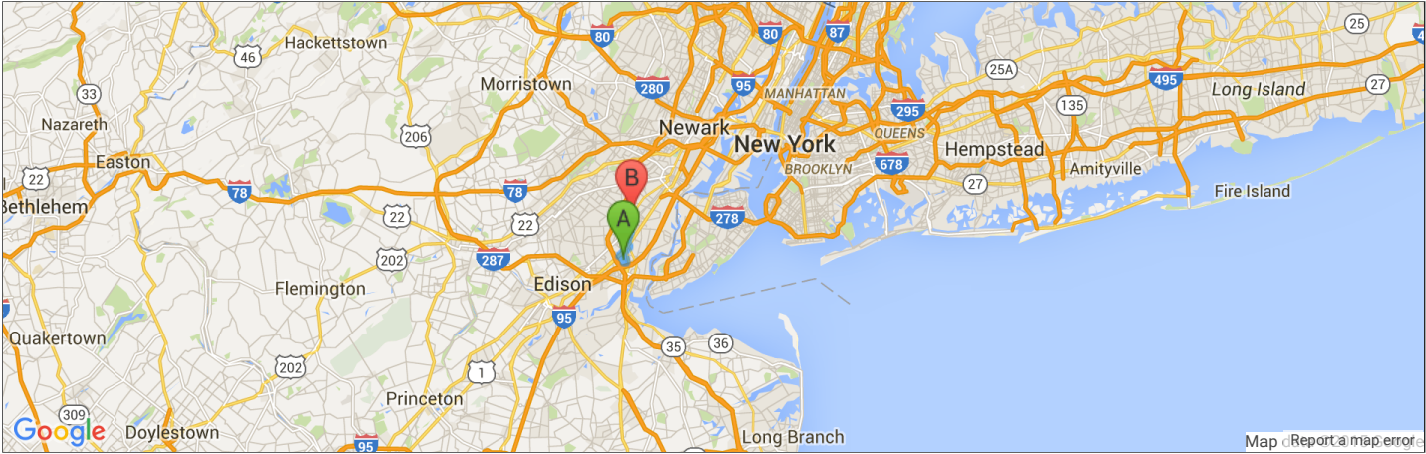 25
80
80
87
4
Hackettstown
46
25A
Morristown
495
280
95
27
Long Island
33
MANHATTAN
295
135
Nazareth
206
Newark
QUEENS
New York
Hempstead
Easton
678
BROOKLYN
Amityville
22
B
78
78
27
Fire Island
Bethlehem
22
A
278
22
202
287
Flemington
Edison
95
Quakertown
35
36
202
1
Princeton
309
Google
Doylestown
Long Branch
95
Map
Report a map error